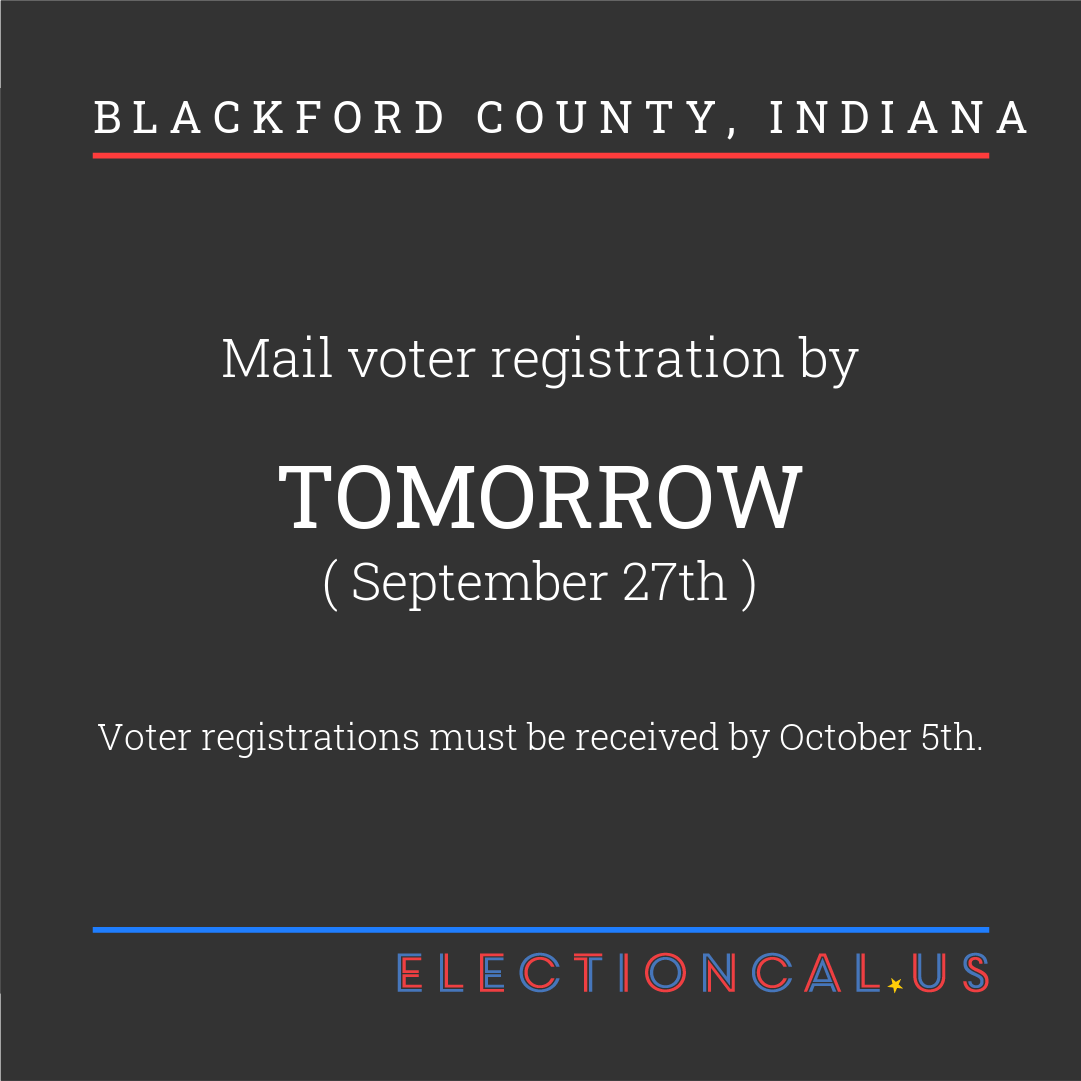 BLACKFORD COUNTY, INDIANA
Mail voter registration by
TOMORROW
( September 27th )
Voter registrations must be received by October 5th.
ELECTIONCAL.US